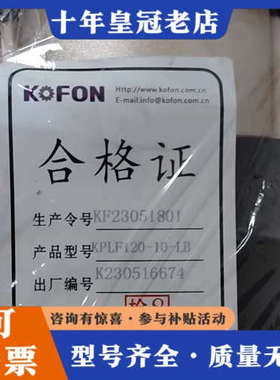 十年皇冠老店
KOFON
Http://www.kofon.com.cn
E-mail.info@kofon.com.cn
合格证
生产令号 KF23051801
产品型号 KPLF120-10-LB
出厂编号 K230516674
咨询有惊喜·参与补贴活动
票
型号齐全·质量无忧